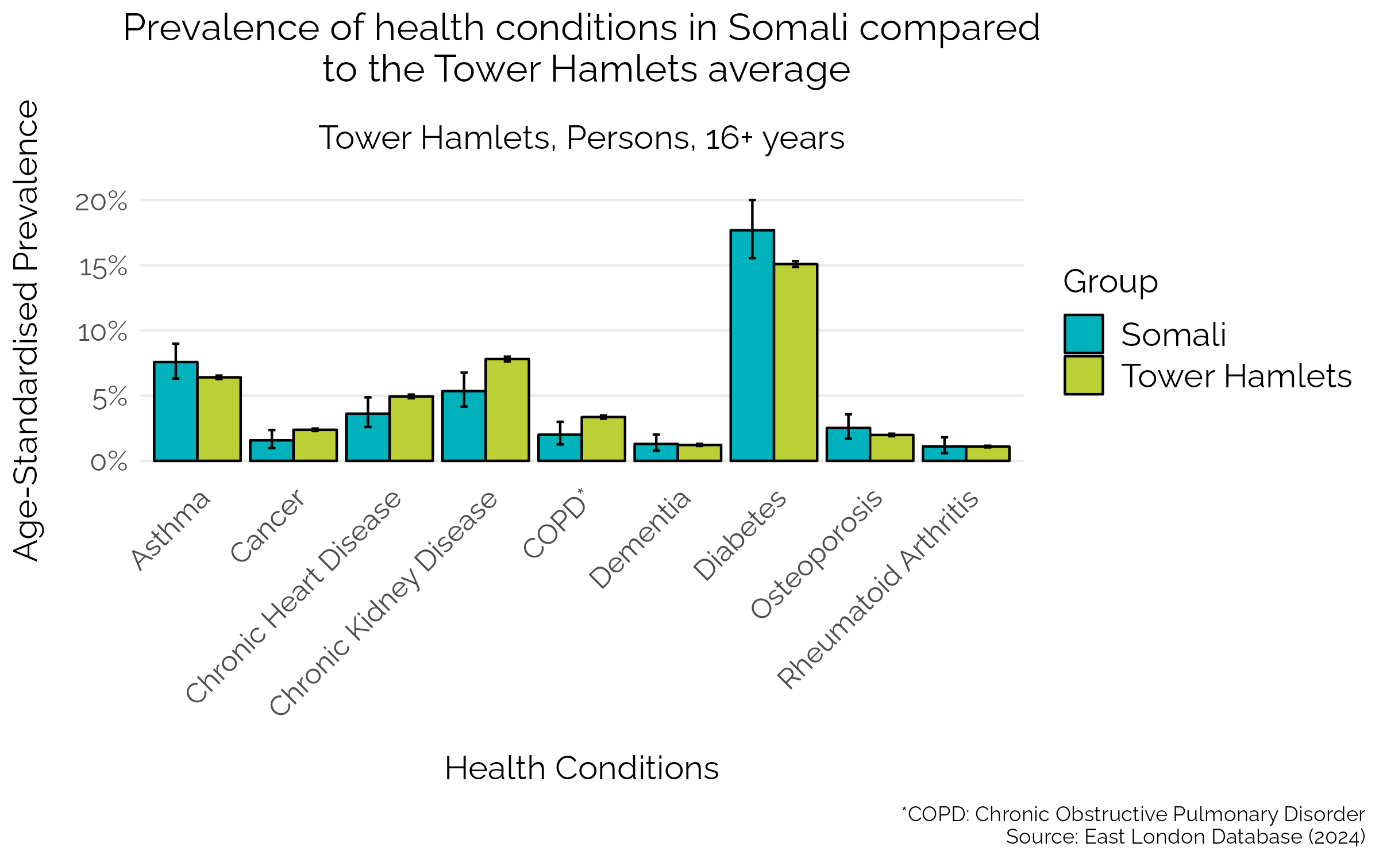 Prevalence of health conditions in Somali compared
to the Tower Hamlets average
Tower Hamlets, Persons, 16+ years
Age-Standardised Prevalence
20%
15%
10%
5%
0%
Asthma
Cancer
Chronic Heart Disease
Chronic Kidney Disease
COPD*
Dementia
Diabetes
Osteoporosis
Rheumatoid Arthritis
Health Conditions
Group
Somali
Tower Hamlets
*COPD: Chronic Obstructive Pulmonary Disorder
Source: East London Database (2024)